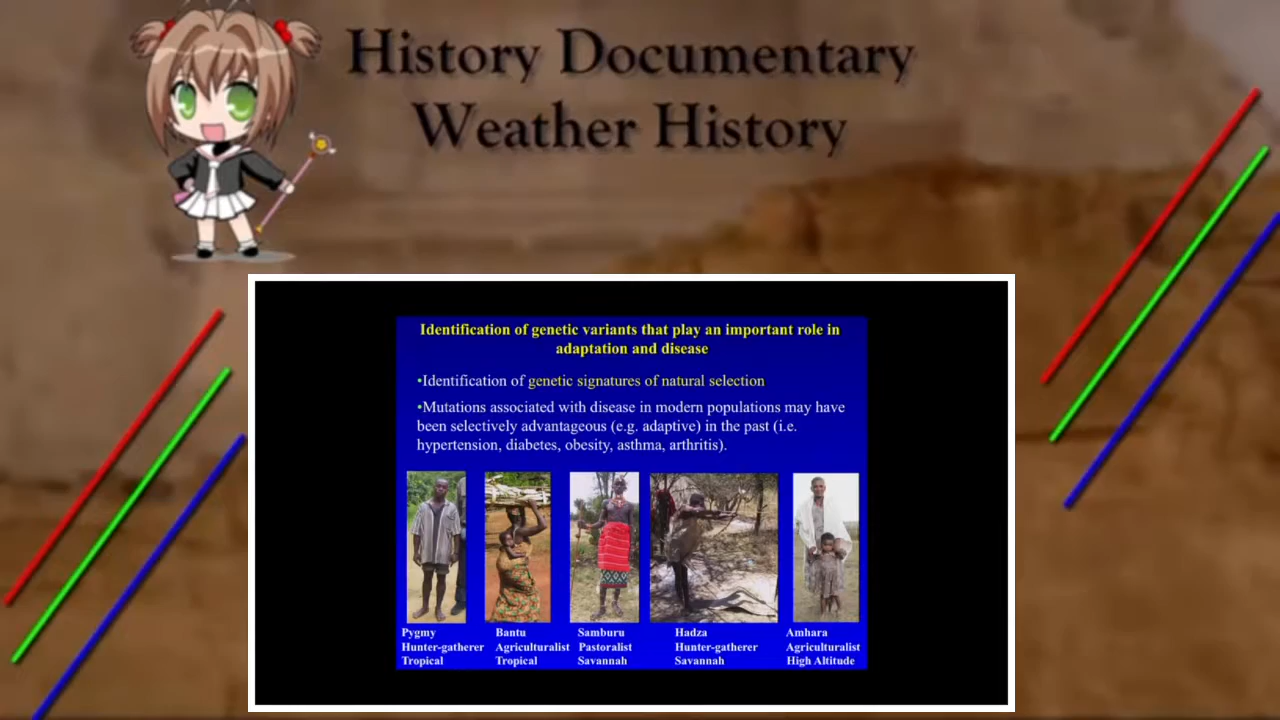 History Documentary
Weather History
Identification of genetic variants that play an important role in
adaptation and disease
•Identification of genetic signatures of natural selection
•Mutations associated with disease in modern populations may have
been selectively advantageous (e.g. adaptive) in the past (i.e.
hypertension, diabetes, obesity, asthma, arthritis).
Pygmy
Hunter-gatherer
Tropical
Bantu
Agriculturalist
Tropical
Samburu
Pastoralist
Savannah
Hadza
Hunter-gatherer
Savannah
Amhara
Agriculturalist
High Altitude